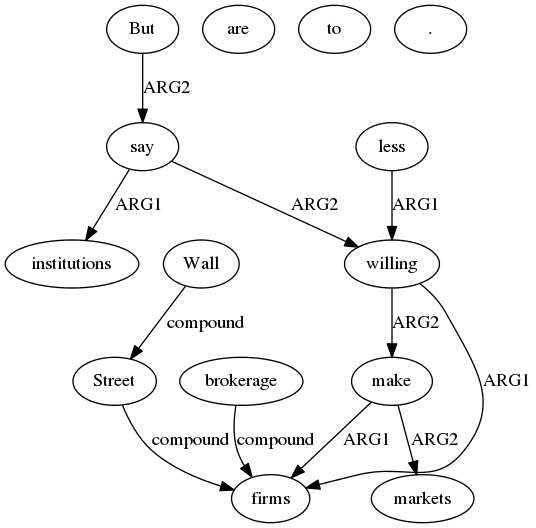 But are to .
ARG2
say less
ARG1 ARG2 ARG1
institutions Wall willing
compound ARG2
Street brokerage make ARG1
compound compound ARG1 ARG2
firms markets